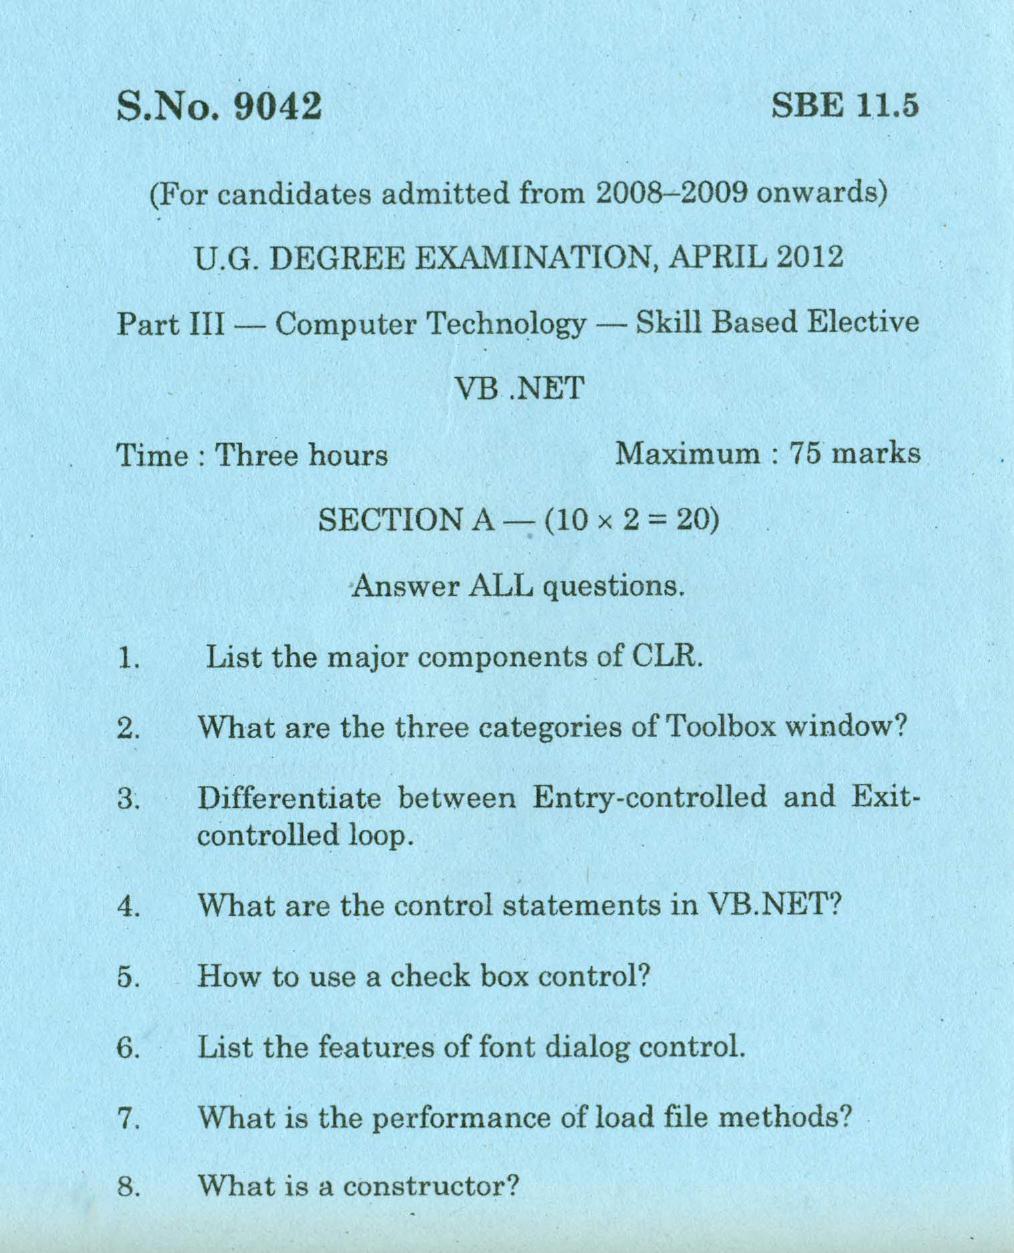 S.No. 9042 SBE 11.5
(For candidates admitted from 2008–2009 onwards)
U.G. DEGREE EXAMINATION, APRIL 2012
Part III — Computer Technology — Skill Based Elective
VB .NET
Time : Three hours Maximum : 75 marks
SECTION A — (10 × 2 = 20)
Answer ALL questions.
1. List the major components of CLR.
2. What are the three categories of Toolbox window?
3. Differentiate between Entry-controlled and Exit-
controlled loop.
4. What are the control statements in VB.NET?
5. How to use a check box control?
6. List the features of font dialog control.
7. What is the performance of load file methods?
8. What is a constructor?